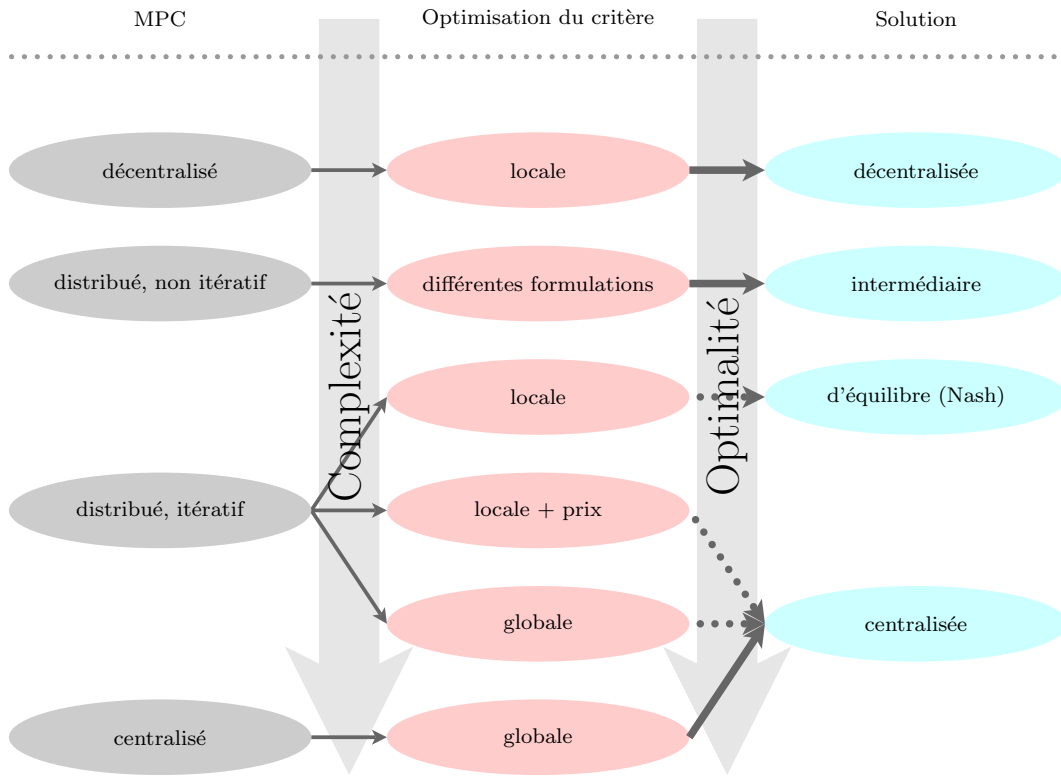 MPC
Optimisation du critère
Solution
décentralisé
locale
décentralisée
distribué, non itératif
différentes formulations
intermédiaire
Complexité
Optimalité
locale
d'équilibre (Nash)
distribué, itératif
locale + prix
globale
centralisée
centralisé
globale